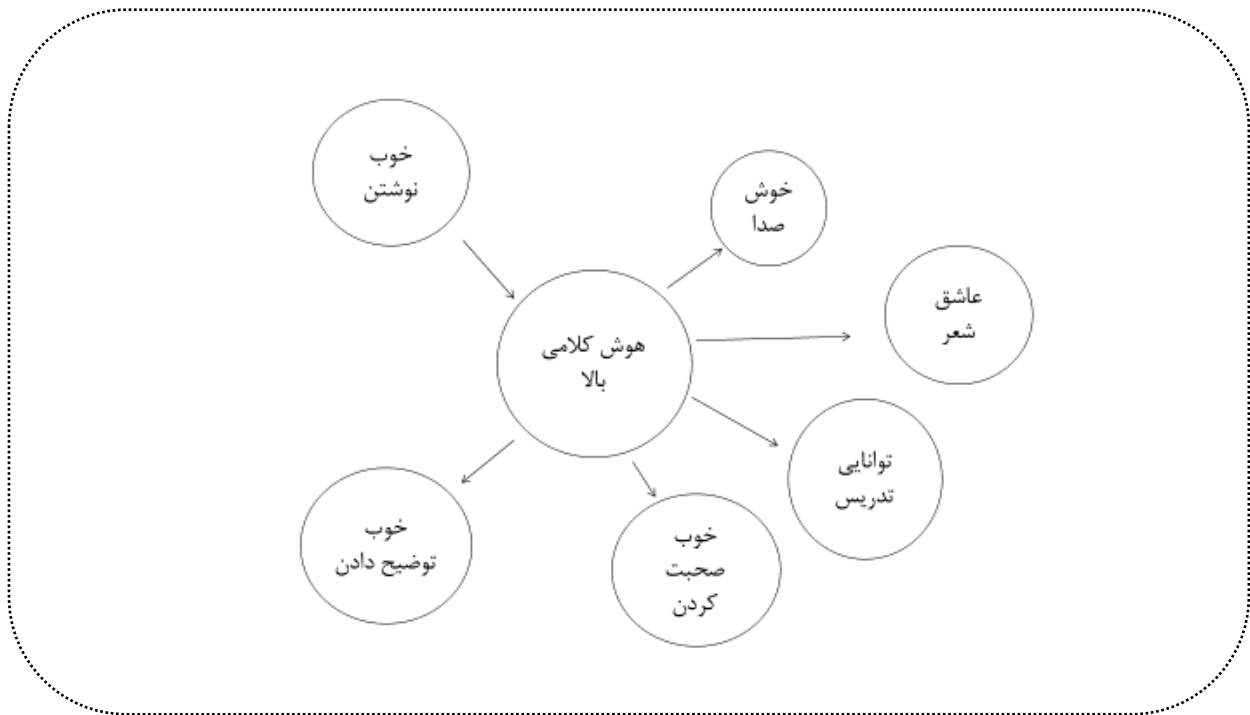 خوب
نوشتن
خوش
صدا
عاشق
شعر
هوش کلامی
بالا
توانایی
تدریس
خوب
صحبت
کردن
خوب
توضیح دادن